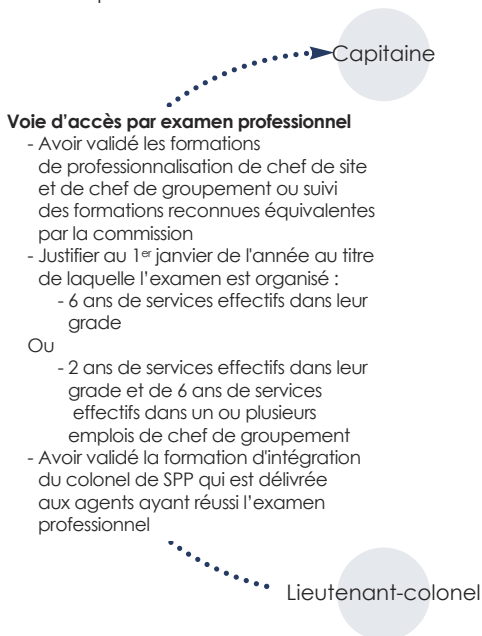 Capitaine
Voie d'accès par examen professionnel
- Avoir validé les formations
de professionnalisation de chef de site
et de chef de groupement ou suivi
des formations reconnues équivalentes
par la commission
- Justifier au 1er janvier de l'année au titre
de laquelle l'examen est organisé :
- 6 ans de services effectifs dans leur
grade
Ou
- 2 ans de services effectifs dans leur
grade et de 6 ans de services
effectifs dans un ou plusieurs
emplois de chef de groupement
- Avoir validé la formation d'intégration
du colonel de SPP qui est délivrée
aux agents ayant réussi l'examen
professionnel
Lieutenant-colonel